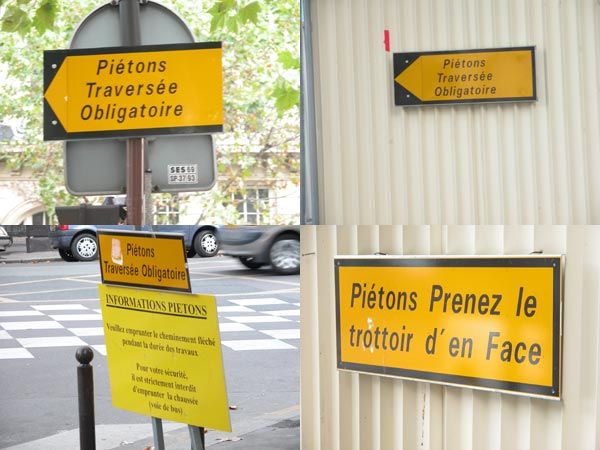 Piétons
Traversée
Obligatoire
SES 69
SP-37/93
Piétons
Traversée
Obligatoire
Piétons
Traversée Obligatoire
INFORMATIONS PIETONS
Veuillez emprunter le cheminement fléché
pendant la durée des travaux
Pour votre sécurité,
il est strictement interdit
d'emprunter la chaussée
(voie de bus)
Piétons Prenez le
trottoir d'en Face